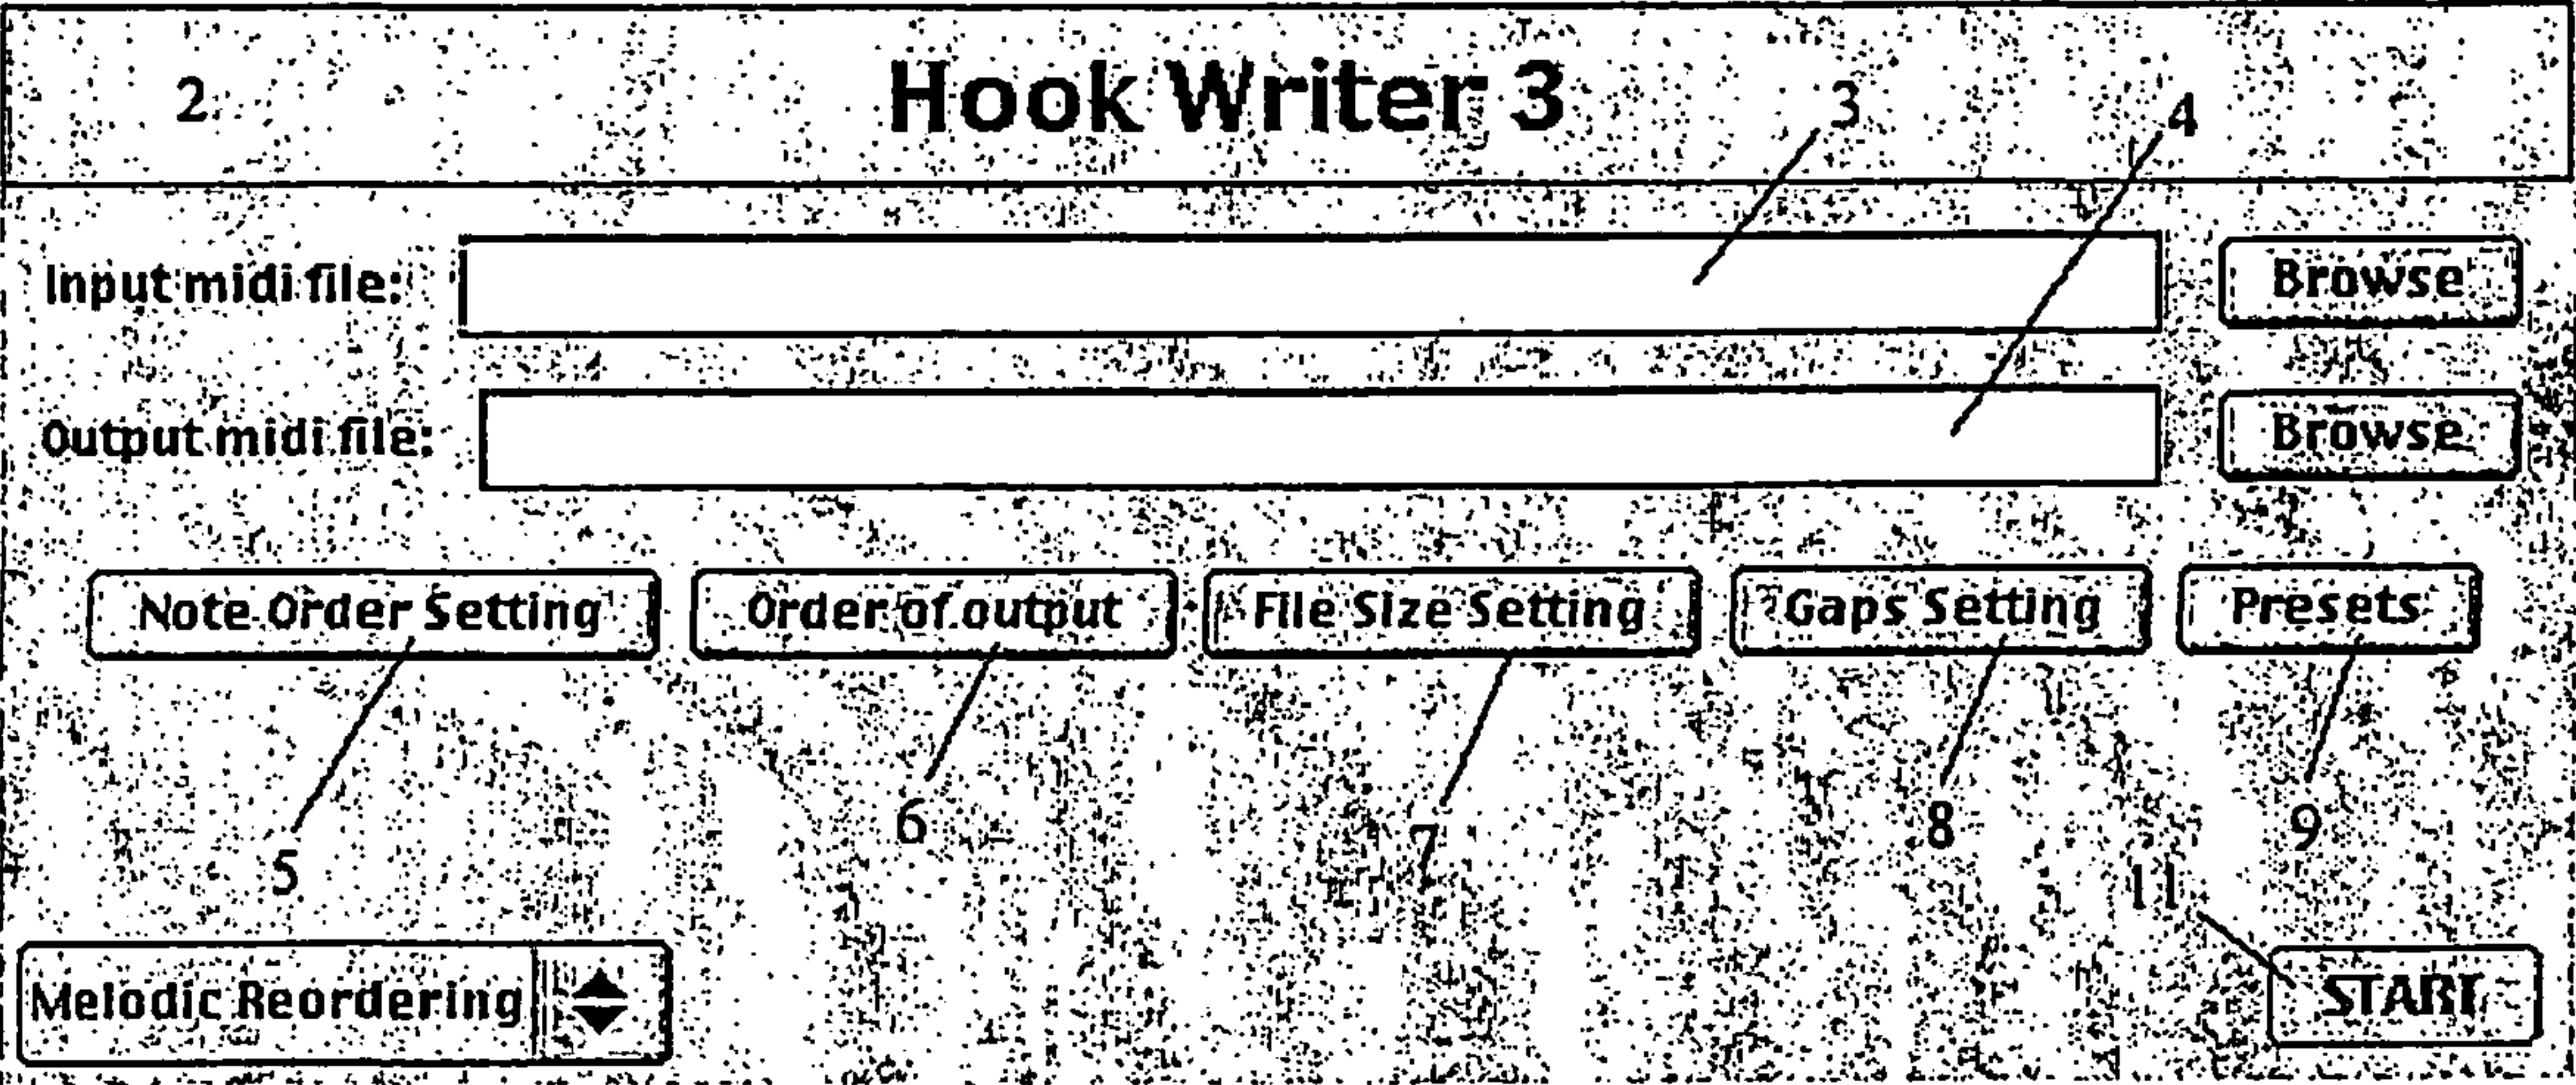 2 Hook Writer 3 3 4
Input midi file: Browse
Output midi file: Browse
Note Order Setting Order of output File Size Setting Gaps Setting Presets
5 6 7 8 9
11
Melodic Reordering START